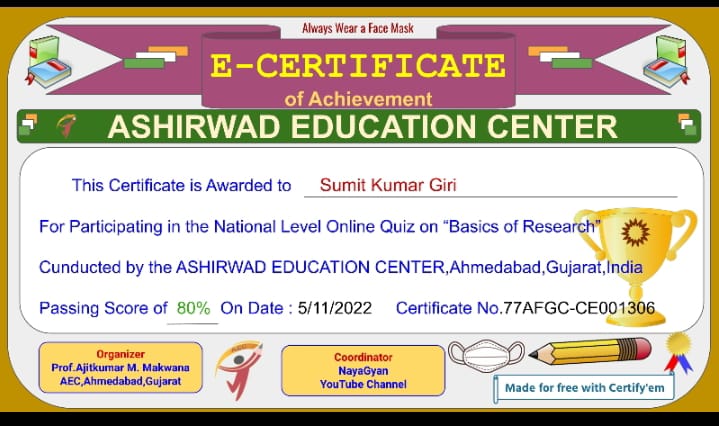 Always Wear a Face Mask
E-CERTIFICATE
of Achievement
ASHIRWAD EDUCATION CENTER
This Certificate is Awarded to Sumit Kumar Giri
For Participating in the National Level Online Quiz on “Basics of Research”
Cunducted by the ASHIRWAD EDUCATION CENTER,Ahmedabad,Gujarat,India
Passing Score of 80% On Date : 5/11/2022 Certificate No.77AFGC-CE001306
Organizer
Prof.Ajitkumar M. Makwana
AEC,Ahmedabad,Gujarat
AEC
Coordinator
NayaGyan
YouTube Channel
Made for free with Certify'em